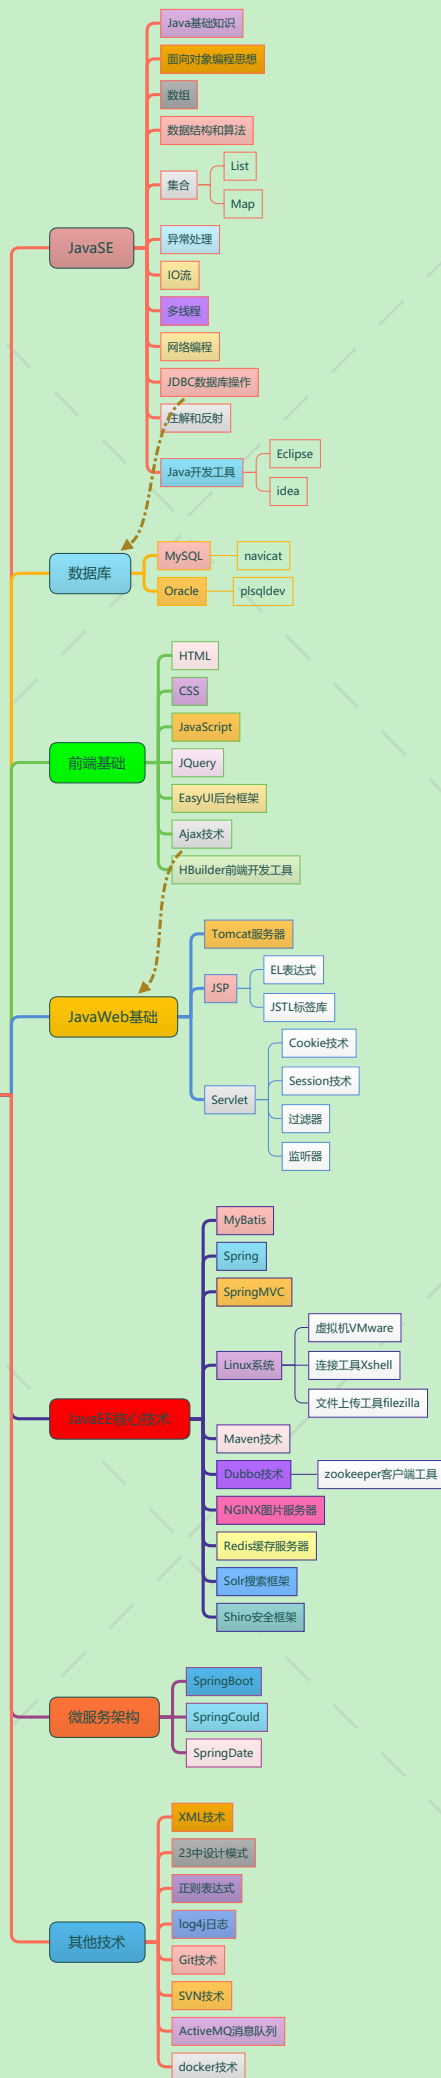 JavaSE
Java基础知识
面向对象编程思想
数组
数据结构和算法
集合
List
Map
异常处理
IO流
多线程
网络编程
JDBC数据库操作
注解和反射
Java开发工具
Eclipse
idea
数据库
MySQL
navicat
Oracle
plsqldev
前端基础
HTML
CSS
JavaScript
JQuery
EasyUI后台框架
Ajax技术
HBuilder前端开发工具
JavaWeb基础
Tomcat服务器
JSP
EL表达式
JSTL标签库
Servlet
Cookie技术
Session技术
过滤器
监听器
JavaEE核心技术
MyBatis
Spring
SpringMVC
Linux系统
虚拟机VMware
连接工具Xshell
文件上传工具filezilla
Maven技术
Dubbo技术
zookeeper客户端工具
NGINX图片服务器
Redis缓存服务器
Solr搜索框架
Shiro安全框架
微服务架构
SpringBoot
SpringCould
SpringDate
其他技术
XML技术
23中设计模式
正则表达式
log4j日志
Git技术
SVN技术
ActiveMQ消息队列
docker技术